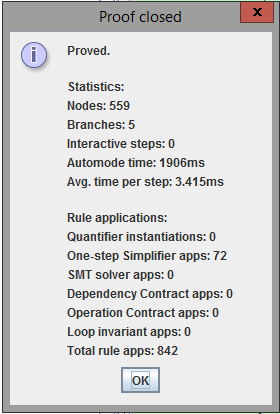 Proof closed
x
i
Proved.
Statistics:
Nodes: 559
Branches: 5
Interactive steps: 0
Automode time: 1906ms
Avg. time per step: 3.415ms
Rule applications:
Quantifier instantiations: 0
One-step Simplifier apps: 72
SMT solver apps: 0
Dependency Contract apps: 0
Operation Contract apps: 0
Loop invariant apps: 0
Total rule apps: 842
OK